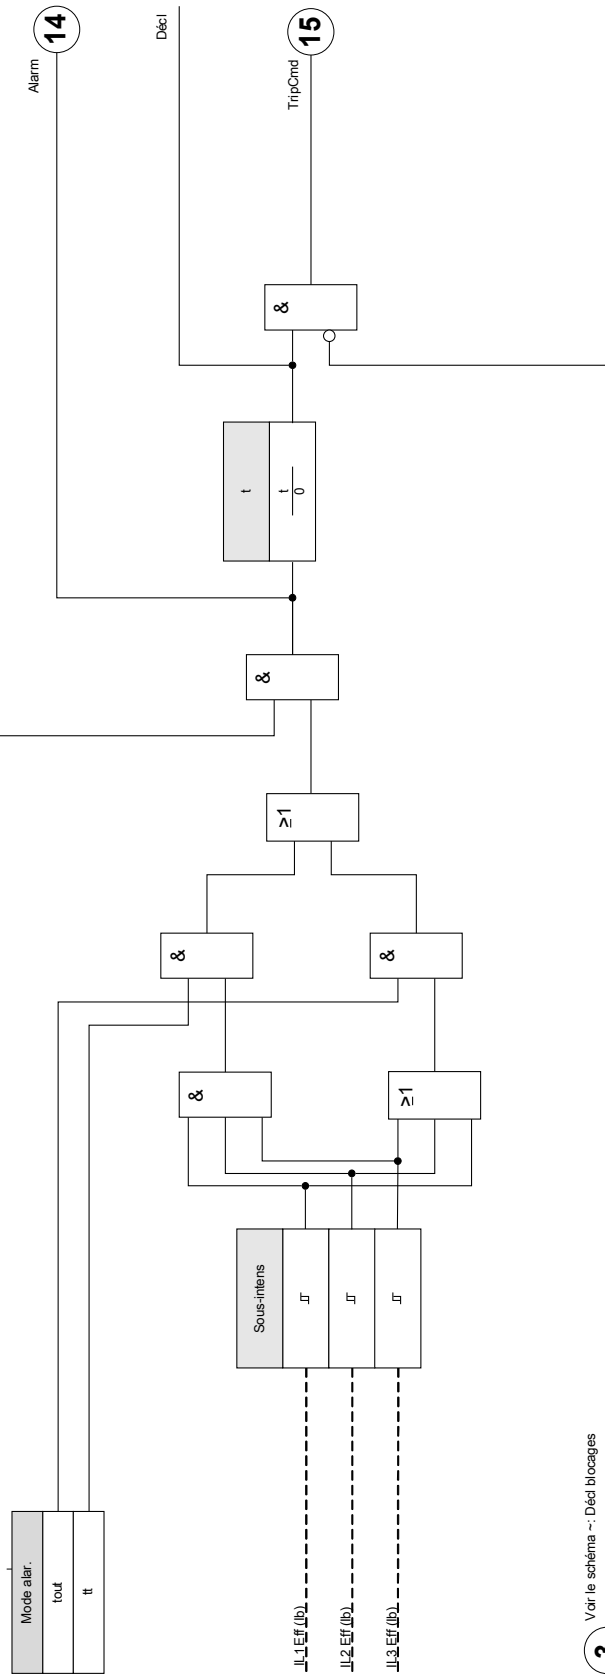 14
Alarm
Décl
15
TripCmd
&
t
t
0
&
≥1
&
&
&
≥1
Sous-intens
Mode alar.
tout
tt
IL1 Eff (Ib)
IL2 Eff (Ib)
IL3 Eff (Ib)
Voir le schéma ~: Décl blocages